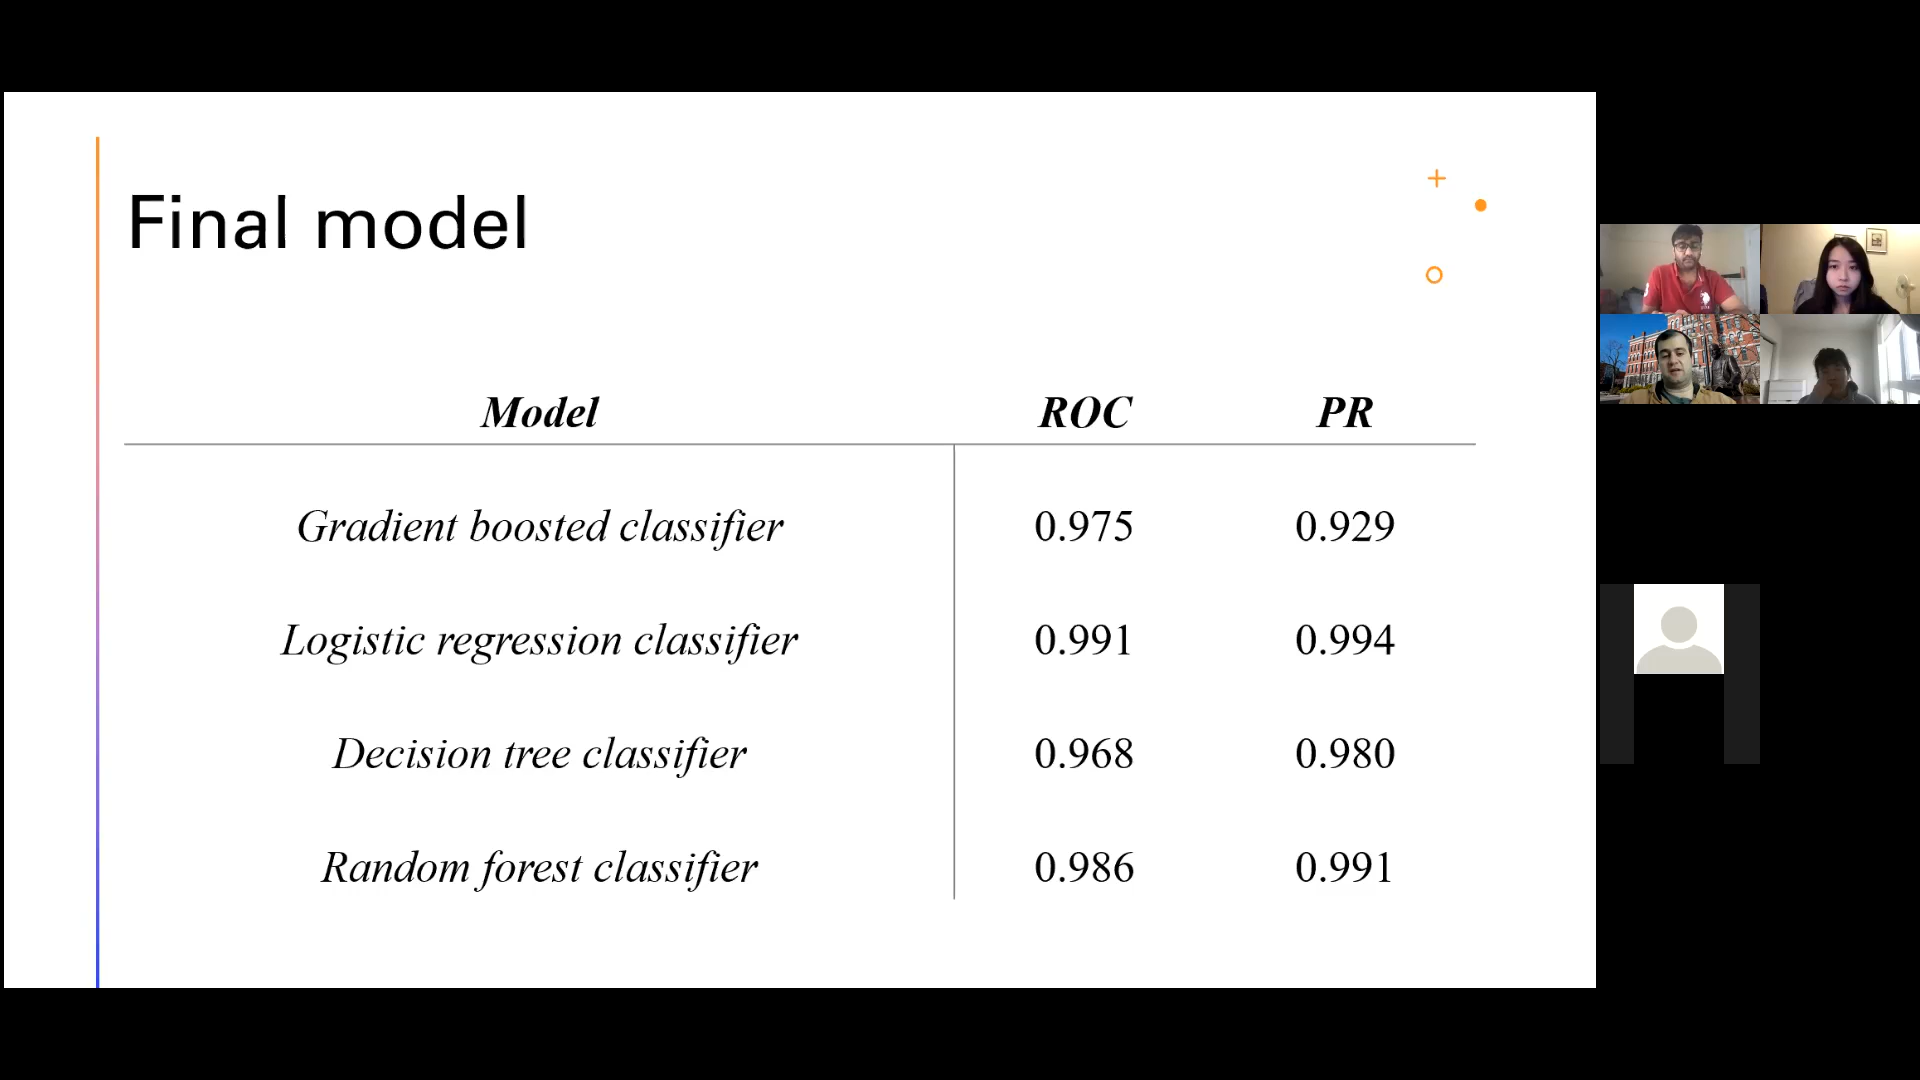 Final model
Model ROC PR
Gradient boosted classifier 0.975 0.929
Logistic regression classifier 0.991 0.994
Decision tree classifier 0.968 0.980
Random forest classifier 0.986 0.991